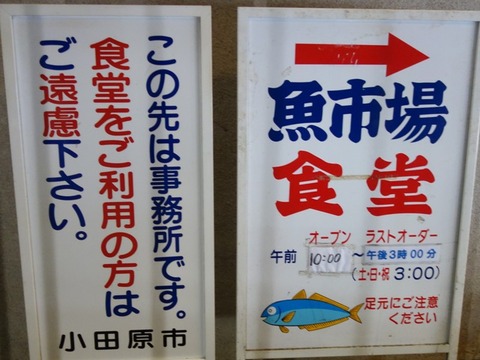 この先は事務所です。
食堂をご利用の方は
ご遠慮下さい。
小田原市
魚市場
食堂
オープン ラストオーダー
午前 10:00 ～午後3時00分
(土・日・祝 3:00)
足元にご注意
ください